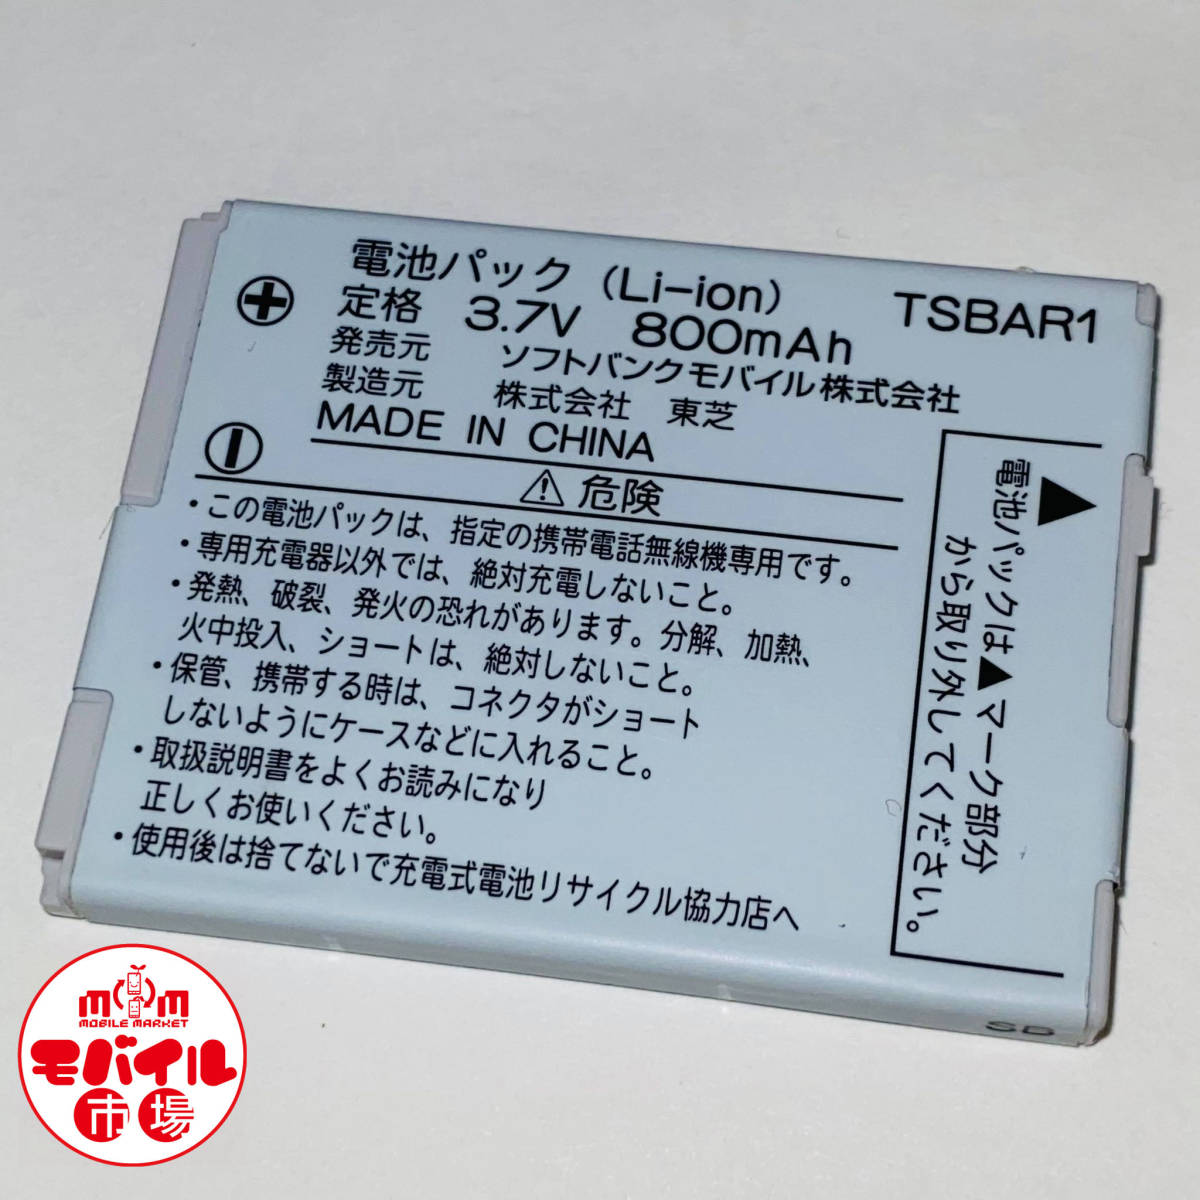 電池パック（Li-ion）
TSBAR1
定格 3.7V 800mAh
発売元 ソフトバンクモバイル株式会社
製造元 株式会社 東芝
MADE IN CHINA
⚠危険
・この電池パックは、指定の携帯電話無線機専用です。
・専用充電器以外では、絶対充電しないこと。
・発熱、破裂、発火の恐れがあります。分解、加熱、
火中投入、ショートは、絶対しないこと。
・保管、携帯する時は、コネクタがショート
しないようにケースなどに入れること。
・取扱説明書をよくお読みになり
正しくお使いください。
・使用後は捨てないで充電式電池リサイクル協力店へ
電池パックは▲マーク部分
から取り外してください。
SD
MOBILE MARKET
モバイル
市場